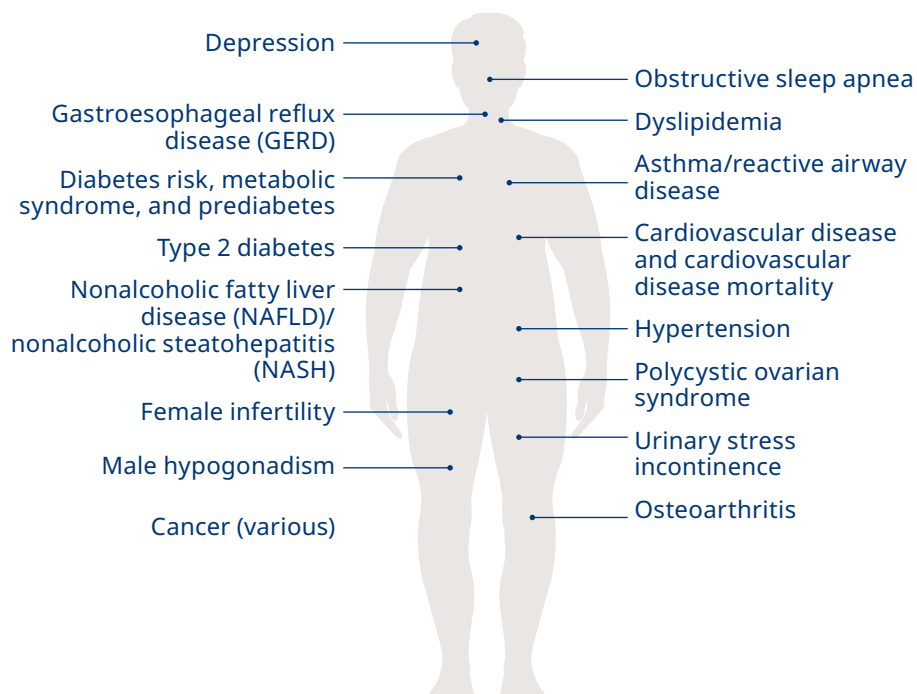 Depression
Gastroesophageal reflux
disease (GERD)
Diabetes risk, metabolic
syndrome, and prediabetes
Type 2 diabetes
Nonalcoholic fatty liver
disease (NAFLD)/
nonalcoholic steatohepatitis
(NASH)
Female infertility
Male hypogonadism
Cancer (various)
Obstructive sleep apnea
Dyslipidemia
Asthma/reactive airway
disease
Cardiovascular disease
and cardiovascular
disease mortality
Hypertension
Polycystic ovarian
syndrome
Urinary stress
incontinence
Osteoarthritis